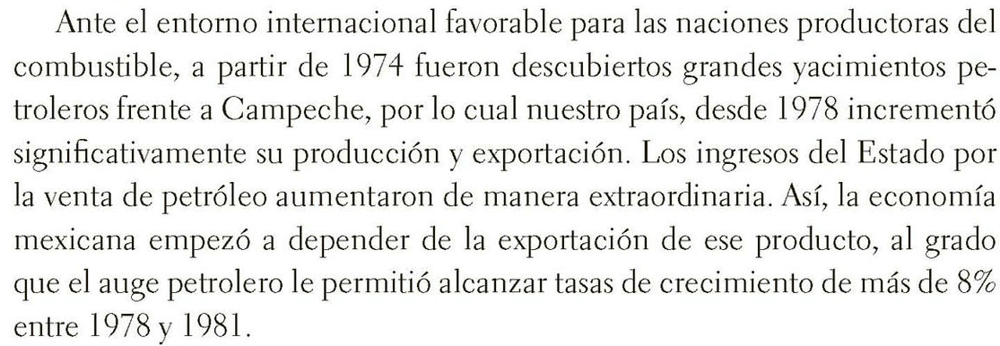 Ante el entorno internacional favorable para las naciones productoras del
combustible, a partir de 1974 fueron descubiertos grandes yacimientos pe-
troleros frente a Campeche, por lo cual nuestro país, desde 1978 incrementó
significativamente su producción y exportación. Los ingresos del Estado por
la venta de petróleo aumentaron de manera extraordinaria. Así, la economía
mexicana empezó a depender de la exportación de ese producto, al grado
que el auge petrolero le permitió alcanzar tasas de crecimiento de más de 8%
entre 1978 y 1981.